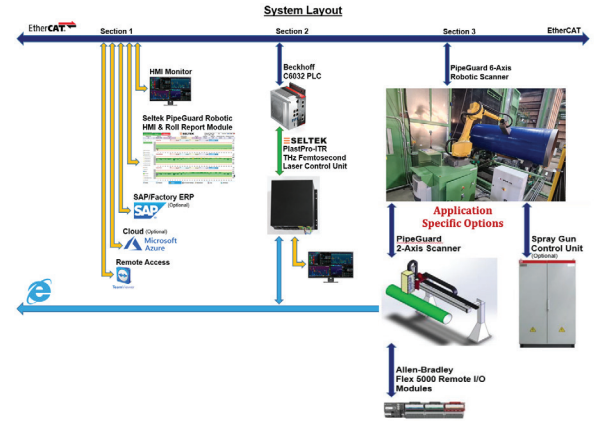 System Layout
EtherCAT.
Section 1
Section 2
Section 3
EtherCAT
HMI Monitor
Seltek PipeGuard Robotic
HMI & Roll Report Module
SAP/Factory ERP
(Optional)
SAP
Cloud (Optional)
Microsoft
Azure
Remote Access
TeamViewer
Beckhoff
C6032 PLC
SELTEK
PlastPro-ITR
THz Femtosecond
Laser Control Unit
PipeGuard 6-Axis
Robotic Scanner
Application
Specific Options
PipeGuard
2-Axis Scanner
Spray Gun
Control Unit
(Optional)
Allen-Bradley
Flex 5000 Remote I/O
Modules